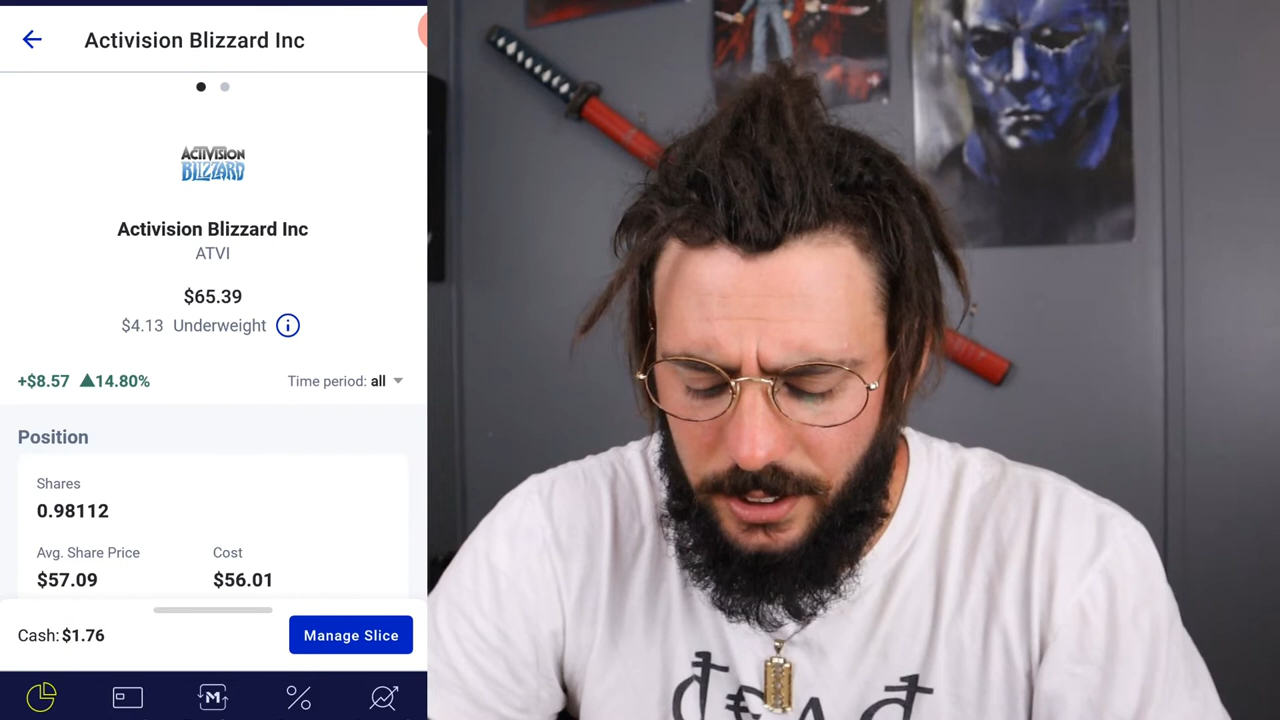 Activision Blizzard Inc
ACTIVISION
BLIZZARD
Activision Blizzard Inc
ATVI
$65.39
$4.13 Underweight
+$8.57 ▲14.80%
Time period: all
Position
Shares
0.98112
Avg. Share Price Cost
$57.09 $56.01
Cash: $1.76
Manage Slice
M